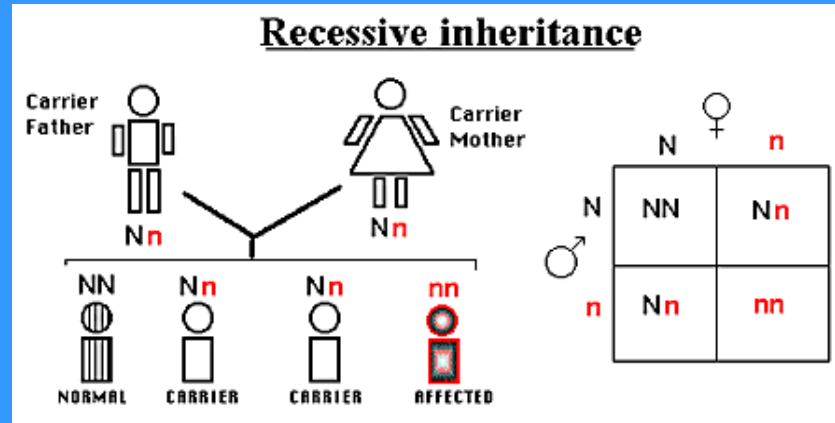 Recessive inheritance
Carrier
Father
Carrier
Mother
Nn
Nn
NN Nn Nn nn
NORMAL CARRIER CARRIER AFFECTED
N n
N NN Nn
n Nn nn